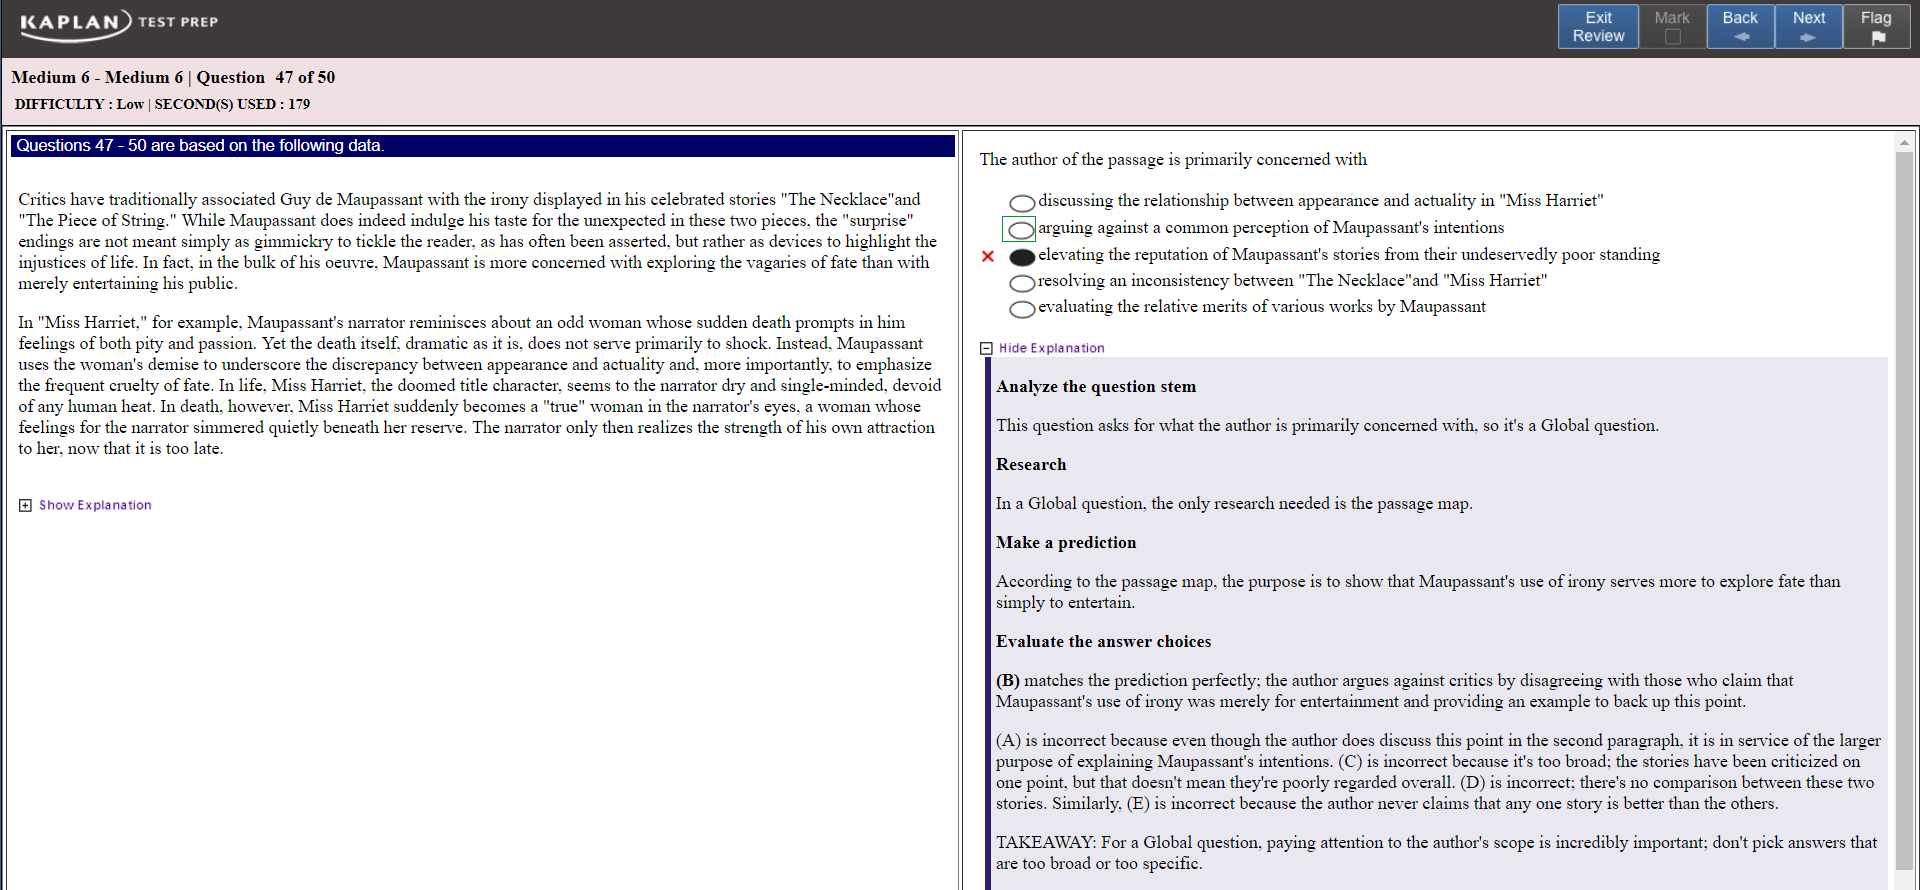 KAPLAN TEST PREP
Exit Review
Mark
Back
Next
Flag
Medium 6 - Medium 6 | Question 47 of 50
DIFFICULTY : Low | SECOND(S) USED : 179
Questions 47 - 50 are based on the following data.
Critics have traditionally associated Guy de Maupassant with the irony displayed in his celebrated stories "The Necklace"and
"The Piece of String." While Maupassant does indeed indulge his taste for the unexpected in these two pieces, the "surprise"
endings are not meant simply as gimmickry to tickle the reader, as has often been asserted, but rather as devices to highlight the
injustices of life. In fact, in the bulk of his oeuvre, Maupassant is more concerned with exploring the vagaries of fate than with
merely entertaining his public.
In "Miss Harriet," for example, Maupassant's narrator reminisces about an odd woman whose sudden death prompts in him
feelings of both pity and passion. Yet the death itself, dramatic as it is, does not serve primarily to shock. Instead, Maupassant
uses the woman's demise to underscore the discrepancy between appearance and actuality and, more importantly, to emphasize
the frequent cruelty of fate. In life, Miss Harriet, the doomed title character, seems to the narrator dry and single-minded, devoid
of any human heat. In death, however, Miss Harriet suddenly becomes a "true" woman in the narrator's eyes, a woman whose
feelings for the narrator simmered quietly beneath her reserve. The narrator only then realizes the strength of his own attraction
to her, now that it is too late.
Show Explanation
The author of the passage is primarily concerned with
discussing the relationship between appearance and actuality in "Miss Harriet"
arguing against a common perception of Maupassant's intentions
elevating the reputation of Maupassant's stories from their undeservedly poor standing
resolving an inconsistency between "The Necklace"and "Miss Harriet"
evaluating the relative merits of various works by Maupassant
Hide Explanation
Analyze the question stem
This question asks for what the author is primarily concerned with, so it's a Global question.
Research
In a Global question, the only research needed is the passage map.
Make a prediction
According to the passage map, the purpose is to show that Maupassant's use of irony serves more to explore fate than
simply to entertain.
Evaluate the answer choices
(B) matches the prediction perfectly; the author argues against critics by disagreeing with those who claim that
Maupassant's use of irony was merely for entertainment and providing an example to back up this point.
(A) is incorrect because even though the author does discuss this point in the second paragraph, it is in service of the larger
purpose of explaining Maupassant's intentions. (C) is incorrect because it's too broad; the stories have been criticized on
one point, but that doesn't mean they're poorly regarded overall. (D) is incorrect; there's no comparison between these two
stories. Similarly, (E) is incorrect because the author never claims that any one story is better than the others.
TAKEAWAY: For a Global question, paying attention to the author's scope is incredibly important; don't pick answers that
are too broad or too specific.